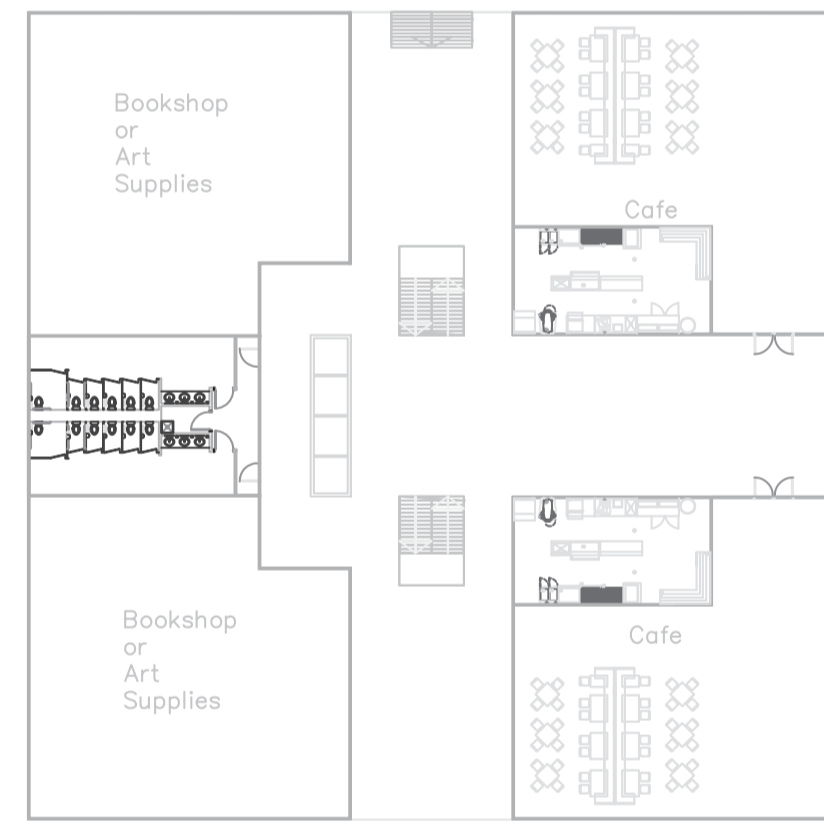 Bookshop
or
Art
Supplies
Cafe
Bookshop
or
Art
Supplies
Cafe